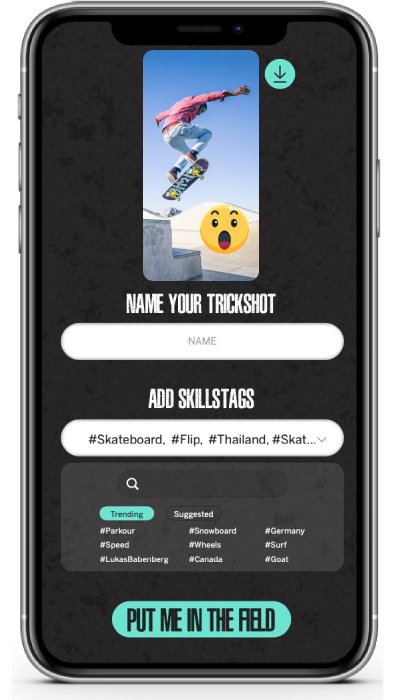 NAME YOUR TRICKSHOT
NAME
ADD SKILLSTAGS
#Skateboard, #Flip, #Thailand, #Skat...
Trending Suggested
#Parkour #Snowboard #Germany
#Speed #Wheels #Surf
#LukasBabenberg #Canada #Goat
PUT ME IN THE FIELD